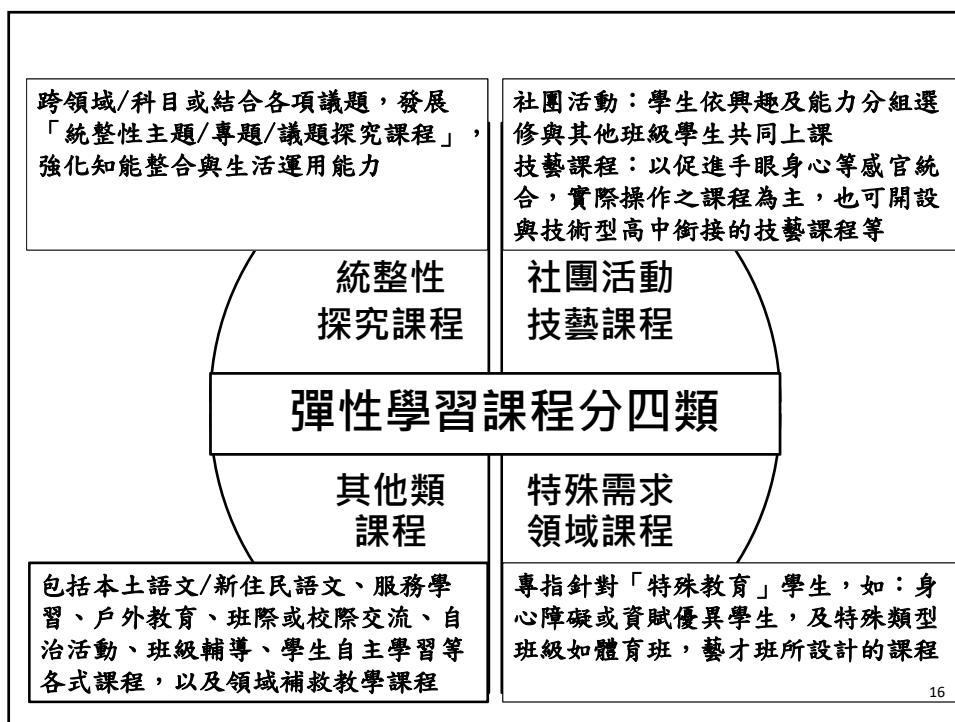 跨領域/科目或結合各項議題，發展
「統整性主題/專題/議題探究課程」，
強化知能整合與生活運用能力
社團活動：學生依興趣及能力分組選
修與其他班級學生共同上課
技藝課程：以促進手眼身心等感官統
合，實際操作之課程為主，也可開設
與技術型高中銜接的技藝課程等
統整性
探究課程
社團活動
技藝課程
彈性學習課程分四類
其他類
課程
特殊需求
領域課程
包括本土語文/新住民語文、服務學
習、戶外教育、班際或校際交流、自
治活動、班級輔導、學生自主學習等
各式課程，以及領域補救教學課程
專指針對「特殊教育」學生，如：身
心障礙或資賦優異學生，及特殊類型
班級如體育班，藝才班所設計的課程
16